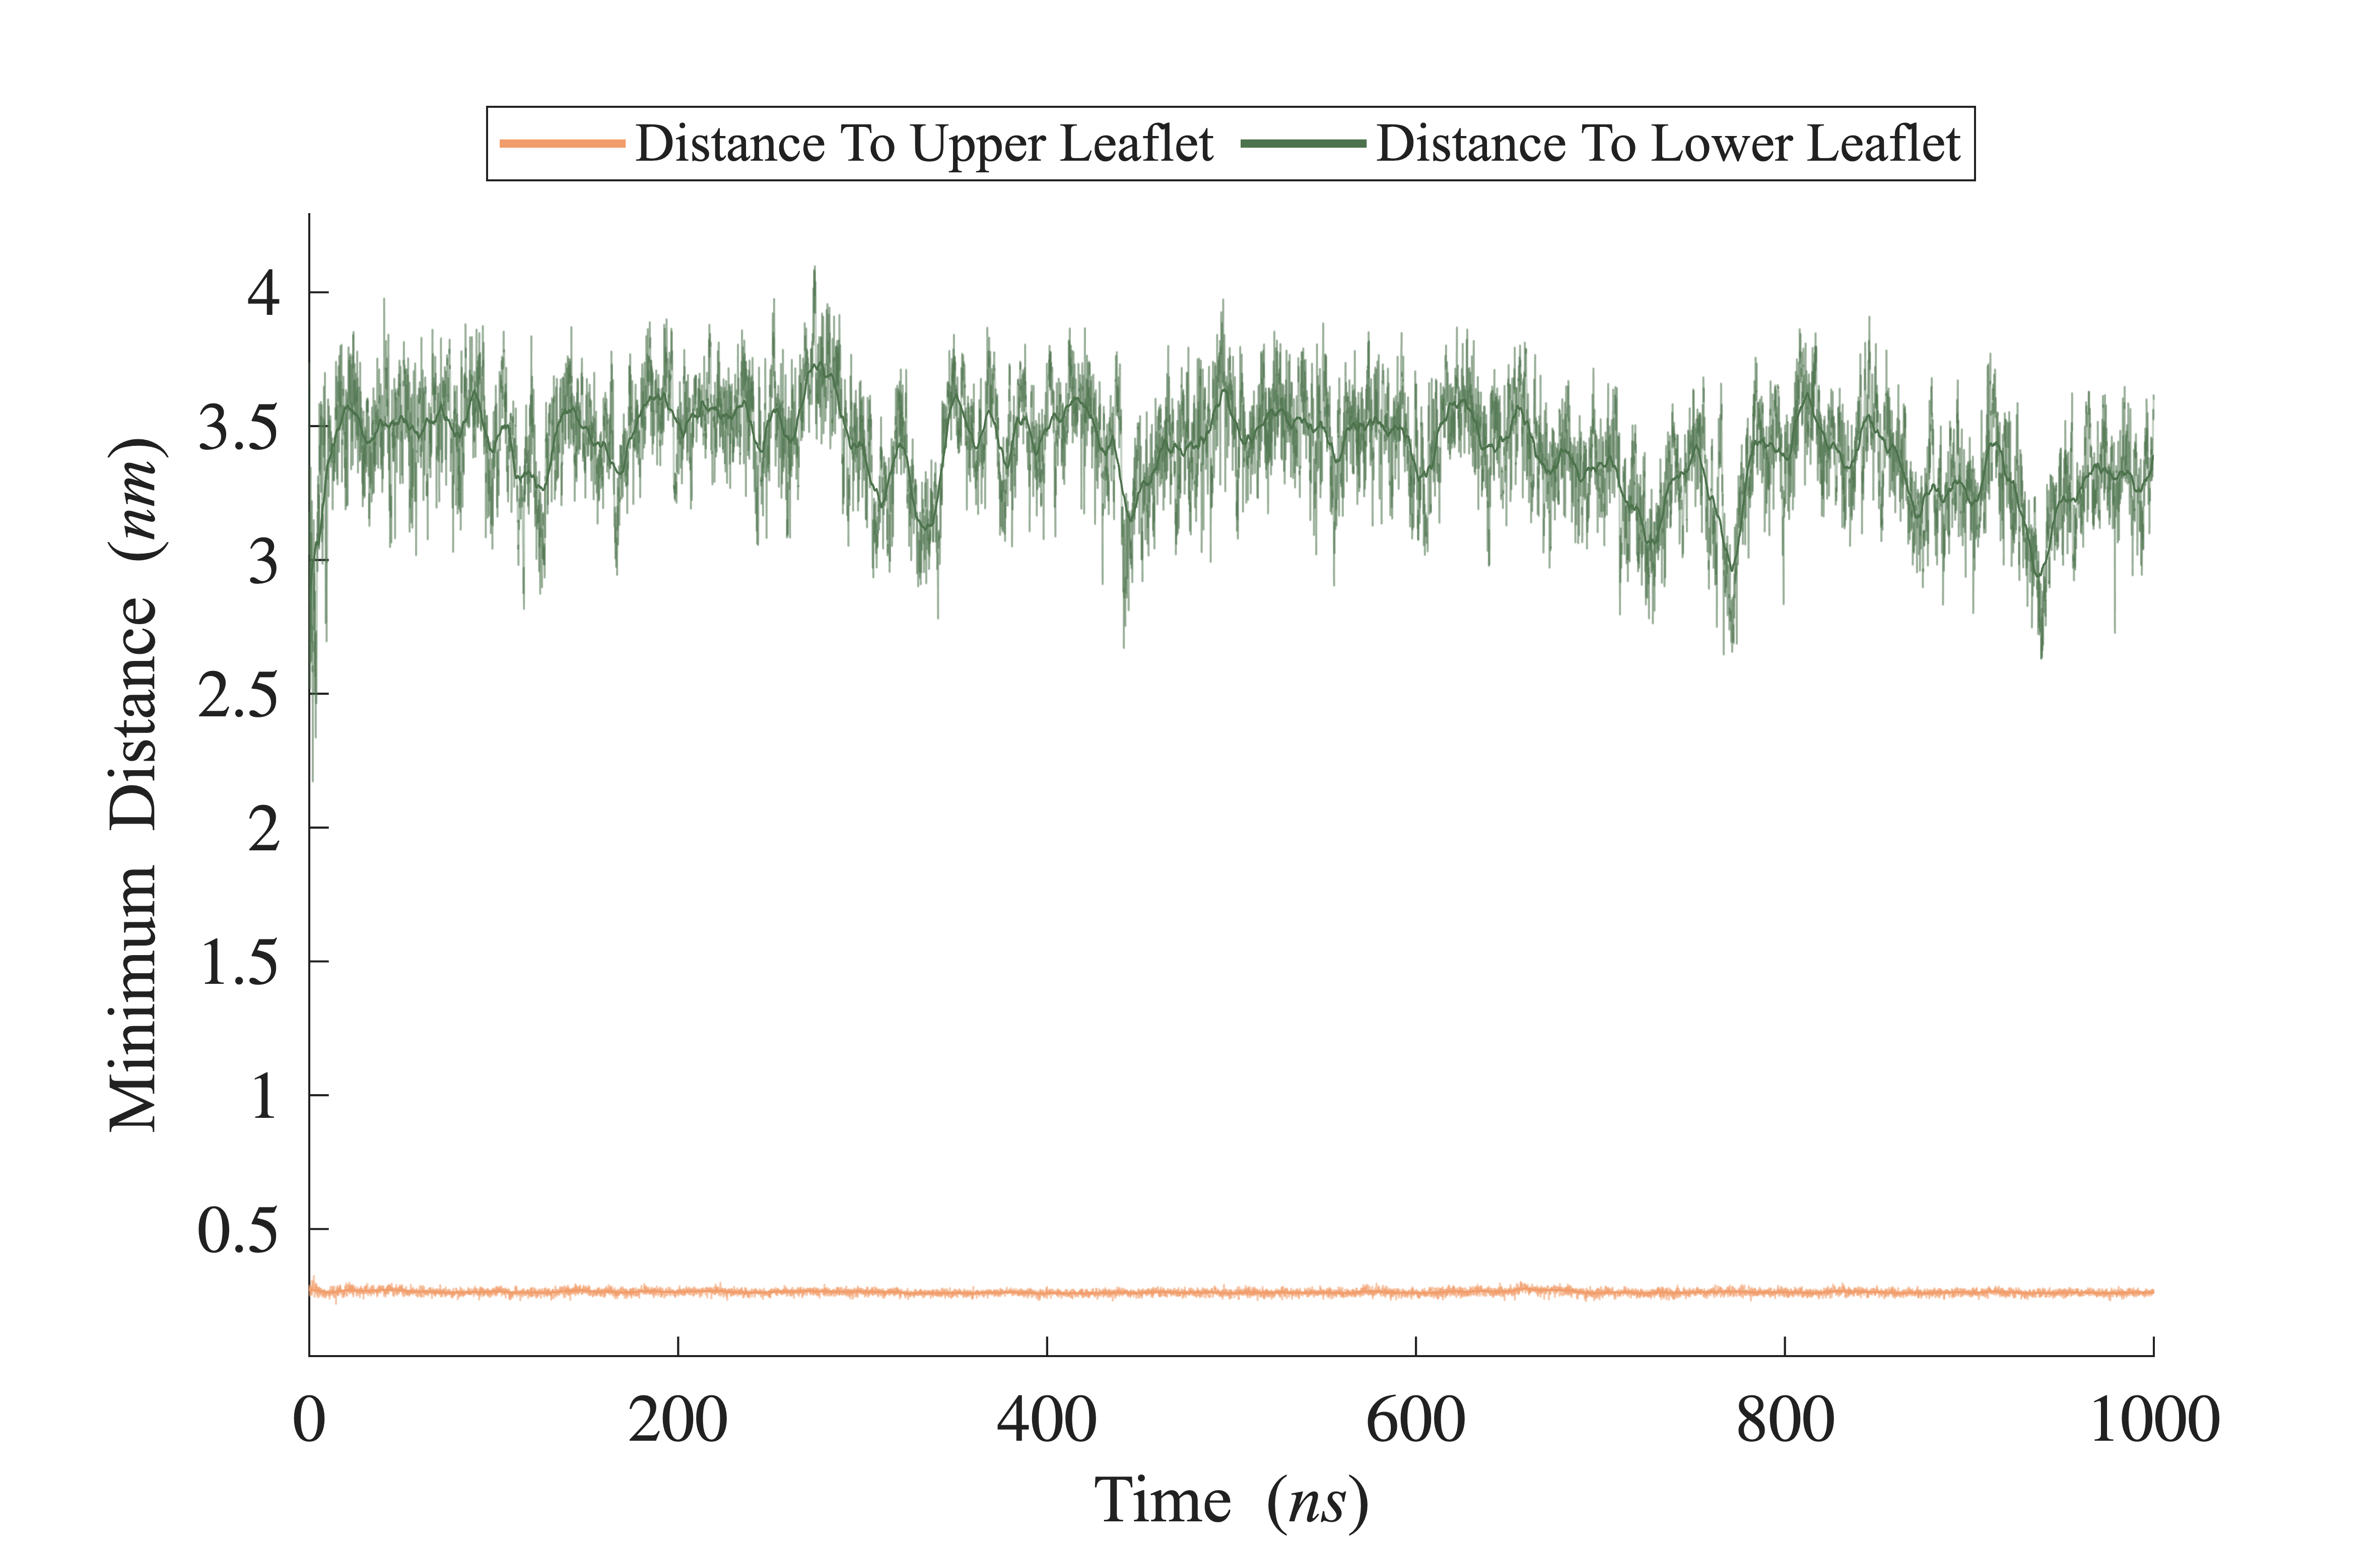 Distance To Upper Leaflet Distance To Lower Leaflet
Minimum Distance (nm)
4
3.5
3
2.5
2
1.5
1
0.5
0 200 400 600 800 1000
Time (ns)